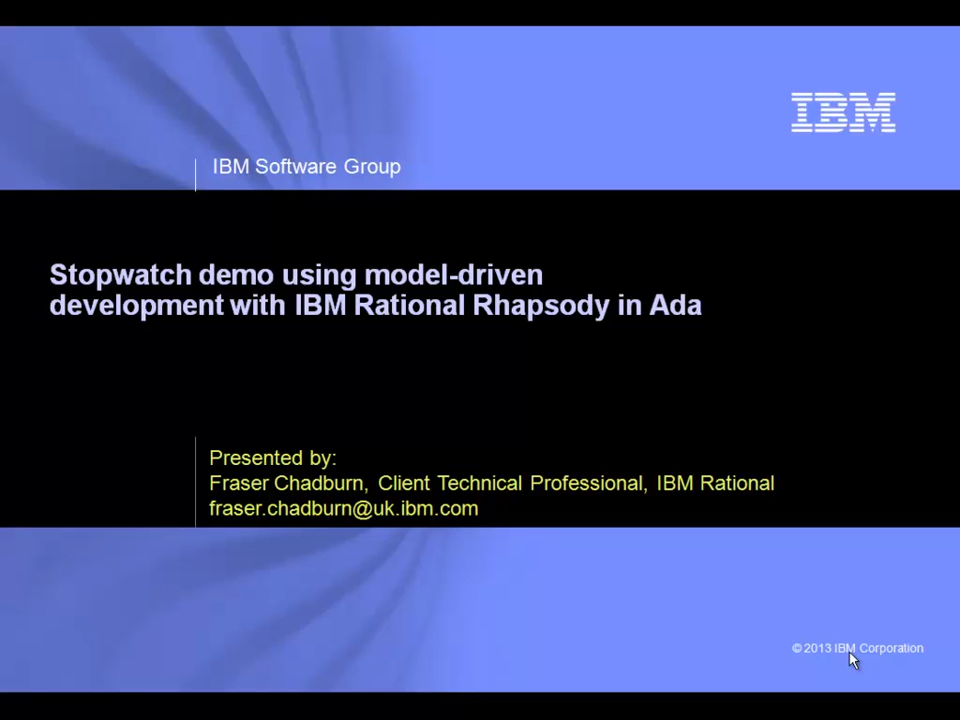 IBM
IBM Software Group
Stopwatch demo using model-driven
development with IBM Rational Rhapsody in Ada
Presented by:
Fraser Chadburn, Client Technical Professional, IBM Rational
fraser.chadburn@uk.ibm.com
© 2013 IBM Corporation